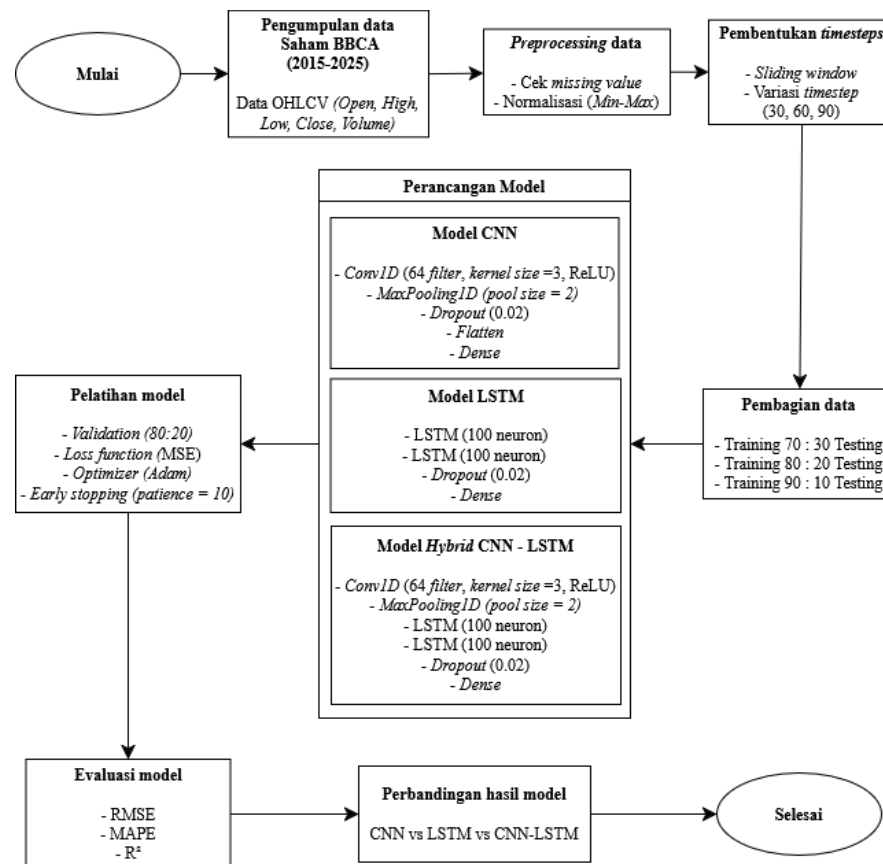 Mulai
Pengumpulan data
Saham BBCA
(2015-2025)
Data OHLCV (Open, High,
Low, Close, Volume)
Preprocessing data
- Cek missing value
- Normalisasi (Min-Max)
Pembentukan timesteps
- Sliding window
- Variasi timestep
(30, 60, 90)
Pembagian data
- Training 70 : 30 Testing
- Training 80 : 20 Testing
- Training 90 : 10 Testing
Perancangan Model
Model CNN
- Conv1D (64 filter, kernel size =3, ReLU)
- MaxPooling1D (pool size = 2)
- Dropout (0.02)
- Flatten
- Dense
Model LSTM
- LSTM (100 neuron)
- LSTM (100 neuron)
- Dropout (0.02)
- Dense
Model Hybrid CNN - LSTM
- Conv1D (64 filter, kernel size =3, ReLU)
- MaxPooling1D (pool size = 2)
- LSTM (100 neuron)
- LSTM (100 neuron)
- Dropout (0.02)
- Dense
Pelatihan model
- Validation (80:20)
- Loss function (MSE)
- Optimizer (Adam)
- Early stopping (patience = 10)
Evaluasi model
- RMSE
- MAPE
- R²
Perbandingan hasil model
CNN vs LSTM vs CNN-LSTM
Selesai